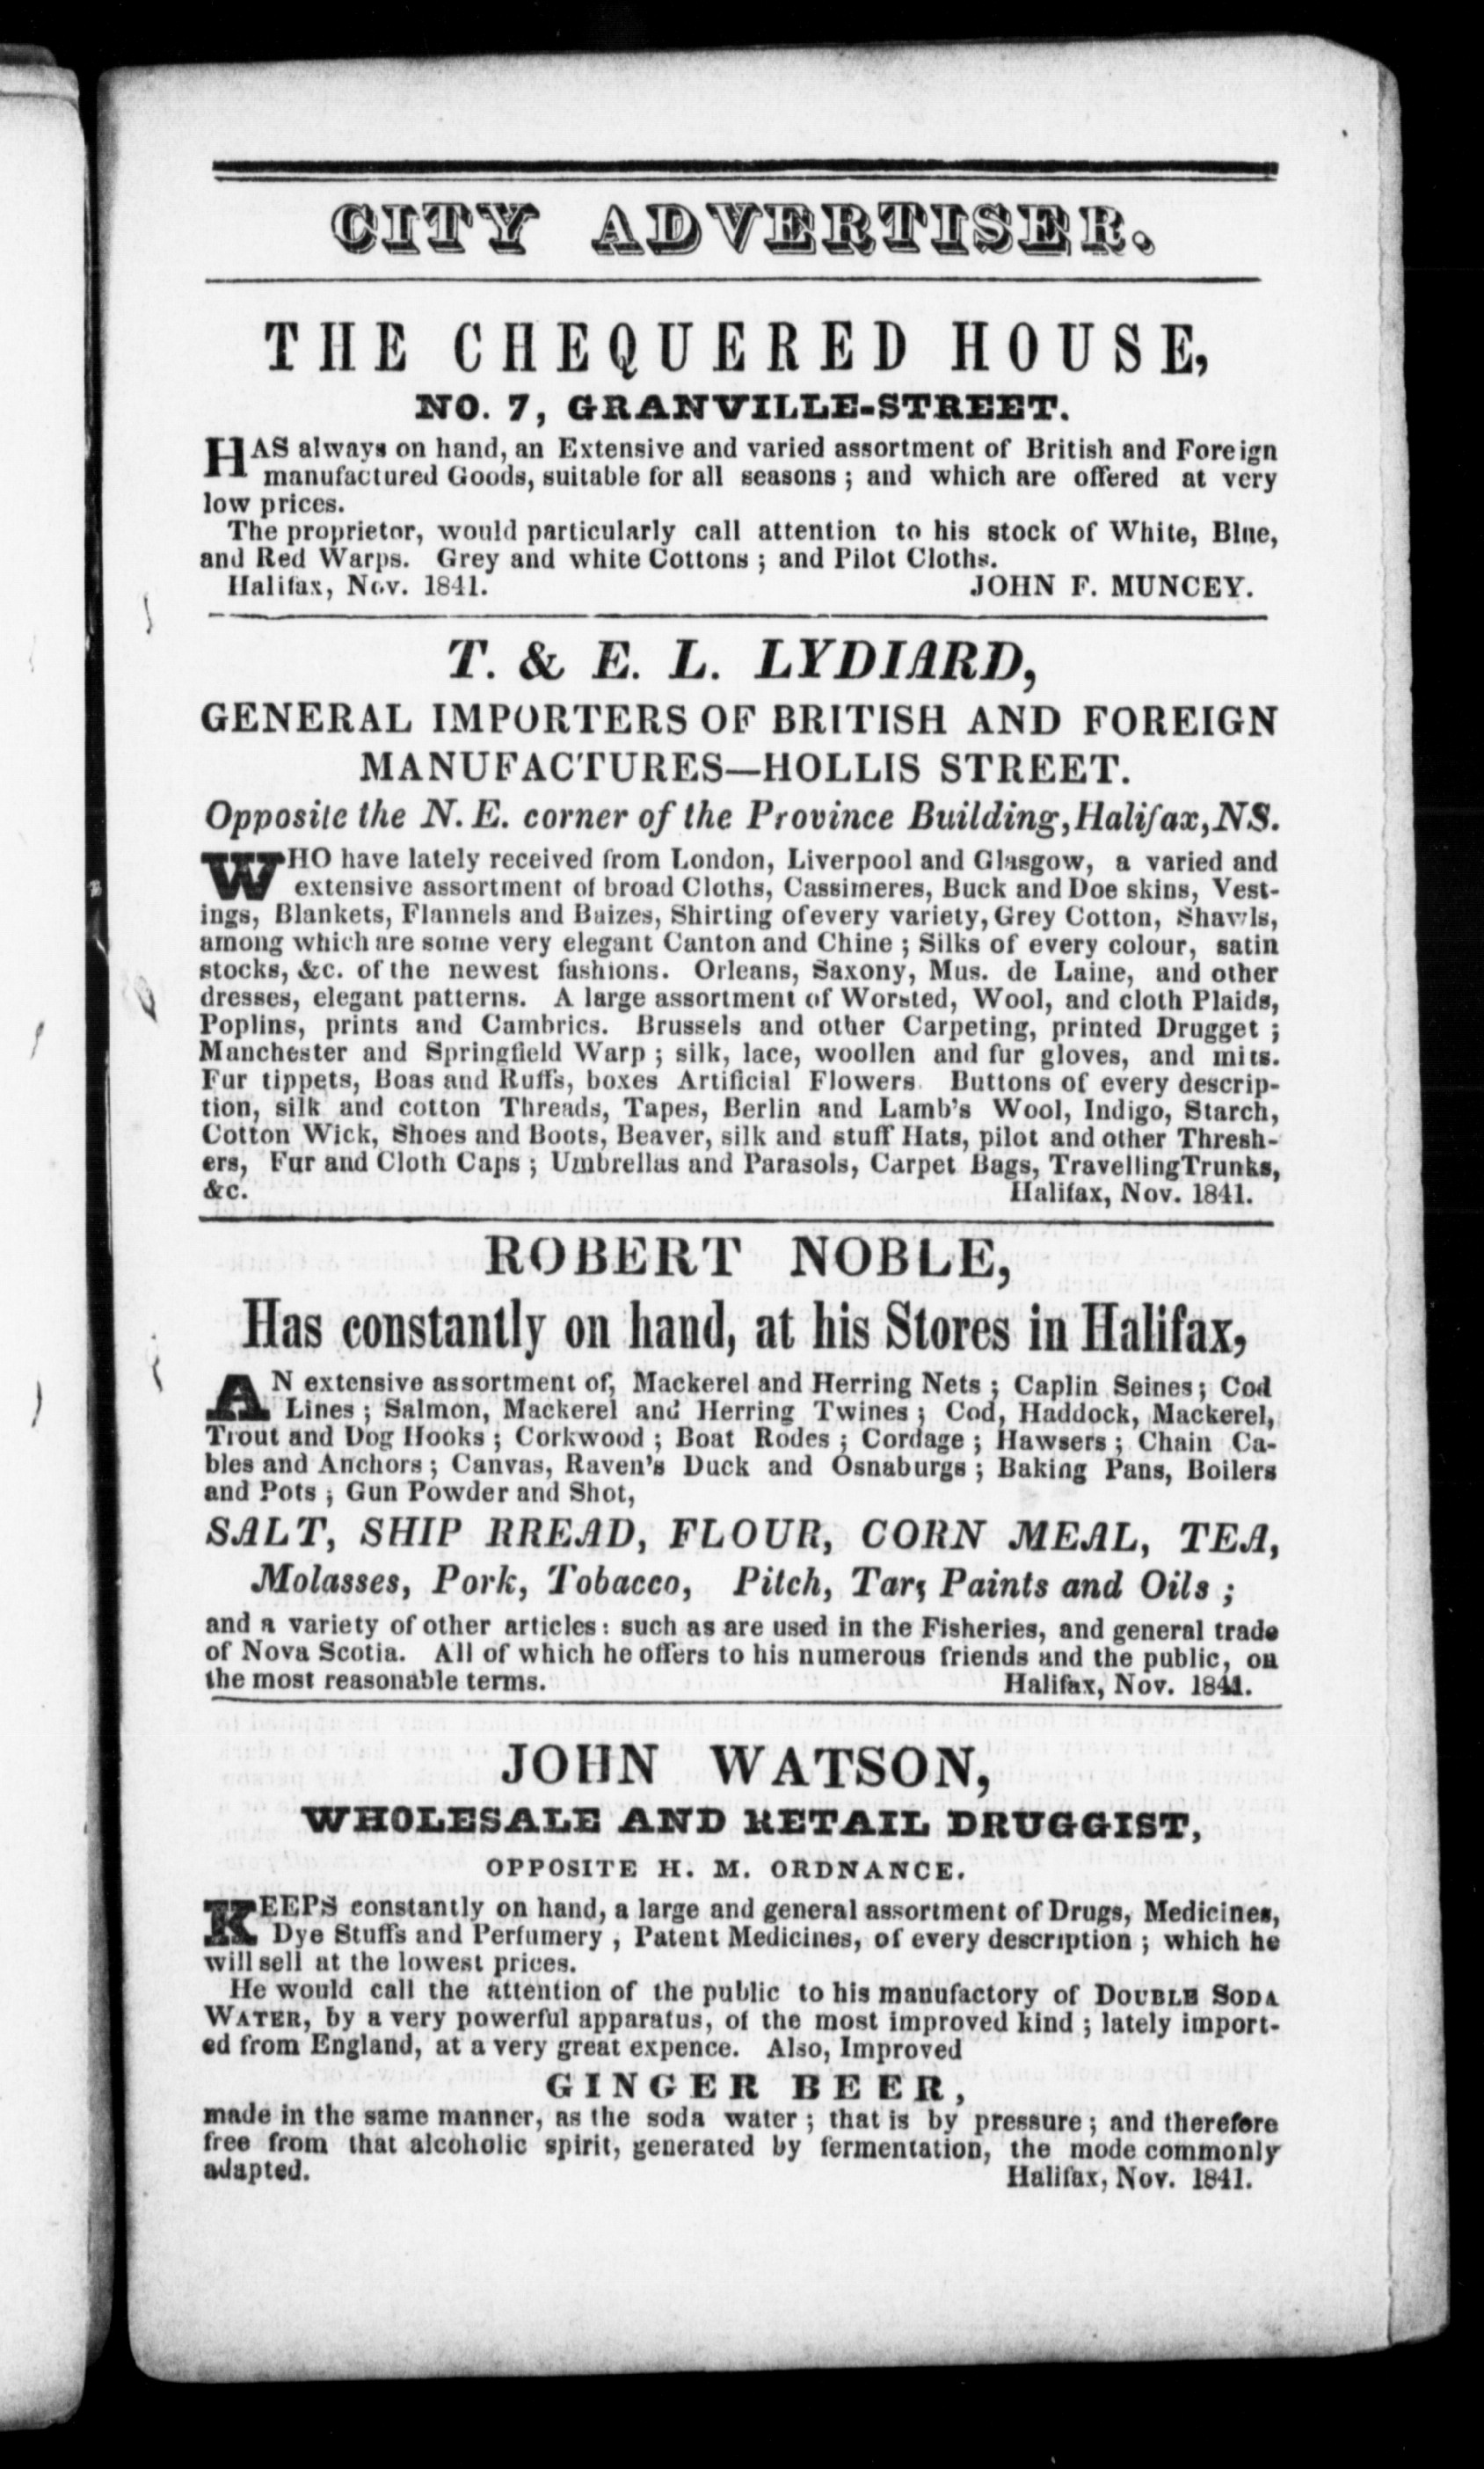 CITY ADVERTISER.
THE CHEQUERED HOUSE,
NO. 7, GRANVILLE-STREET.
HAS always on hand, an Extensive and varied assortment of British and Foreign
manufactured Goods, suitable for all seasons ; and which are offered at very
low prices.
The proprietor, would particularly call attention to his stock of White, Blue,
and Red Warps. Grey and white Cottons ; and Pilot Cloths.
Halifax, Nov. 1841. JOHN F. MUNCEY.
T. & E. L. LYDIARD,
GENERAL IMPORTERS OF BRITISH AND FOREIGN
MANUFACTURES—HOLLIS STREET.
Opposite the N. E. corner of the Province Building, Halifax, NS.
WHO have lately received from London, Liverpool and Glasgow, a varied and
extensive assortment of broad Cloths, Cassimeres, Buck and Doe skins, Vest-
ings, Blankets, Flannels and Baizes, Shirting of every variety, Grey Cotton, Shawls,
among which are some very elegant Canton and Chine ; Silks of every colour, satin
stocks, &c. of the newest fashions. Orleans, Saxony, Mus. de Laine, and other
dresses, elegant patterns. A large assortment of Worsted, Wool, and cloth Plaids,
Poplins, prints and Cambrics. Brussels and other Carpeting, printed Drugget ;
Manchester and Springfield Warp ; silk, lace, woollen and fur gloves, and mits.
Fur tippets, Boas and Ruffs, boxes Artificial Flowers. Buttons of every descrip-
tion, silk and cotton Threads, Tapes, Berlin and Lamb's Wool, Indigo, Starch,
Cotton Wick, Shoes and Boots, Beaver, silk and stuff Hats, pilot and other Thresh-
ers, Fur and Cloth Caps ; Umbrellas and Parasols, Carpet Bags, Travelling Trunks,
&c. Halifax, Nov. 1841.
ROBERT NOBLE,
Has constantly on hand, at his Stores in Halifax,
AN extensive assortment of, Mackerel and Herring Nets ; Caplin Seines ; Cod
Lines ; Salmon, Mackerel and Herring Twines ; Cod, Haddock, Mackerel,
Trout and Dog Hooks ; Corkwood ; Boat Rodes ; Cordage ; Hawsers ; Chain Ca-
bles and Anchors ; Canvas, Raven's Duck and Osnaburgs ; Baking Pans, Boilers
and Pots ; Gun Powder and Shot,
SALT, SHIP BREAD, FLOUR, CORN MEAL, TEA,
Molasses, Pork, Tobacco, Pitch, Tar; Paints and Oils ;
and a variety of other articles : such as are used in the Fisheries, and general trade
of Nova Scotia. All of which he offers to his numerous friends and the public, on
the most reasonable terms. Halifax, Nov. 1841.
JOHN WATSON,
WHOLESALE AND RETAIL DRUGGIST,
OPPOSITE H. M. ORDNANCE.
KEEPS constantly on hand, a large and general assortment of Drugs, Medicines,
Dye Stuffs and Perfumery , Patent Medicines, of every description ; which he
will sell at the lowest prices.
He would call the attention of the public to his manufactory of DOUBLE SODA
WATER, by a very powerful apparatus, of the most improved kind ; lately import-
ed from England, at a very great expence. Also, Improved
GINGER BEER,
made in the same manner, as the soda water ; that is by pressure ; and therefore
free from that alcoholic spirit, generated by fermentation, the mode commonly
adapted. Halifax, Nov. 1841.